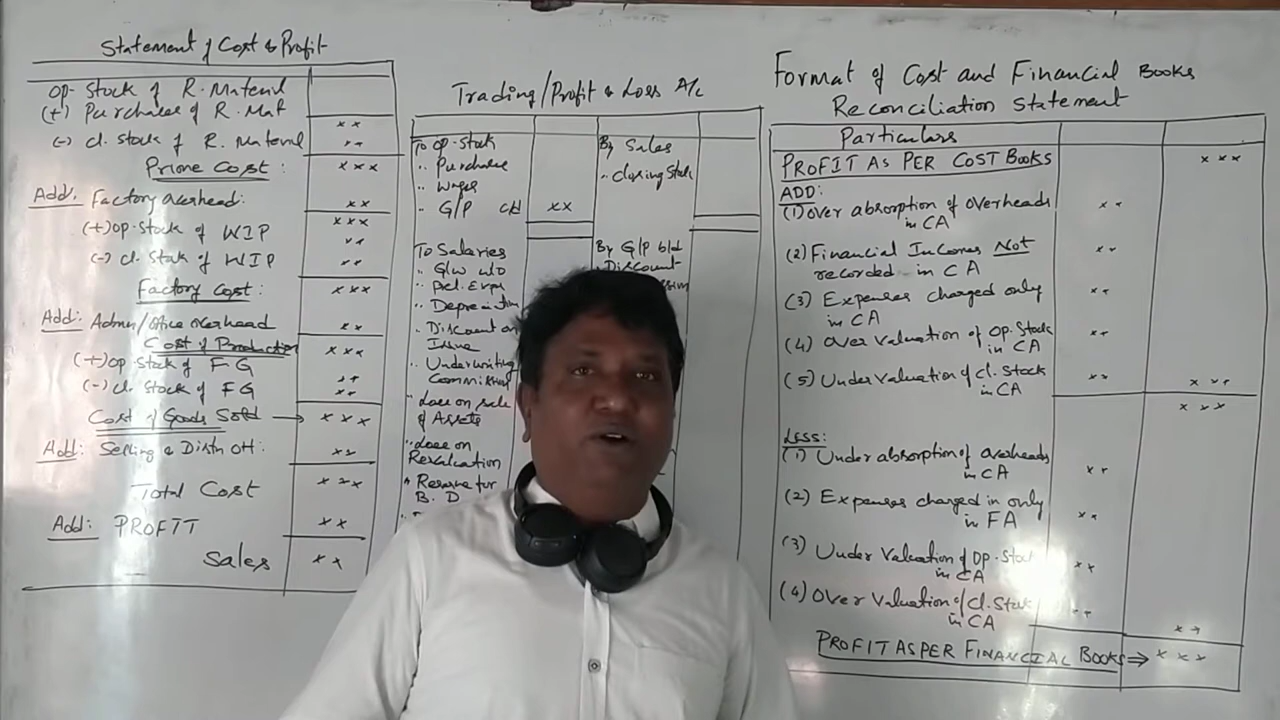 Statement of Cost & Profit
op. Stock of R. Material
(+) Purchases of R. Mat
(-) cl. Stock of R. Material
Prime Cost:
Add: Factory overhead:
(+) op. stock of WIP
(-) cl. stock of WIP
Factory cost:
Add: Admin/office overhead
Cost of Production
(+) op. stock of FG
(-) cl. stock of FG
Cost of Goods Sold →
Add: Selling & Distn OH:
Total Cost
Add: PROFIT
Sales
Trading/Profit & Loss A/c
To op. stock
" Purchase
" Wages
" G/P c/d
xx
By Sales
" closing Stock
To Salaries
" G/W w/o
" Pel. Exps
" Depreciation
" Discount on
Issue
" Underwriting
Commission
" Loss on sale
of Assets
" Loss on
Revaluation
" Reserve for
B. D
By G/P b/d
Discount
Format of Cost and Financial Books
Reconciliation Statement
Particulars
PROFIT AS PER COST BOOKS
x x x
ADD:
(1) Over absorption of overheads
in CA
(2) Financial Incomes Not
recorded in CA
(3) Expenses charged only
in CA
(4) Over Valuation of Op. Stock
in CA
(5) Under Valuation of cl. Stock
in CA
LESS:
(1) Under absorption of overheads
in CA
(2) Expenses charged in only
in FA
(3) Under Valuation of Op. Stock
in CA
(4) Over Valuation of cl. Stock
in CA
PROFIT AS PER FINANCIAL BOOKS ⇒ x x x